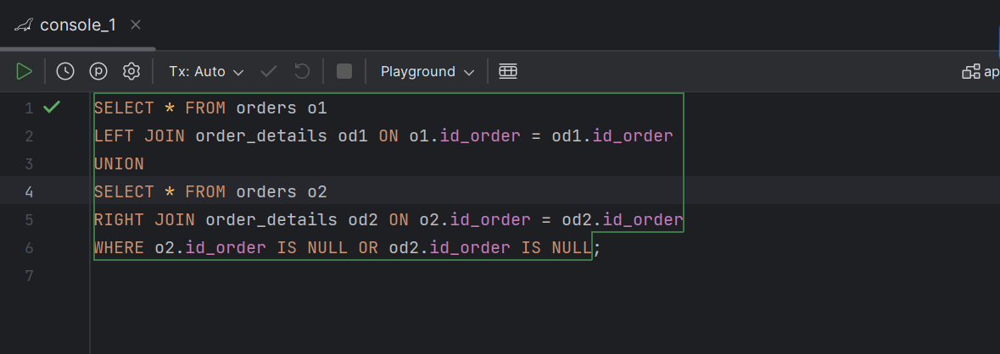 console_1
Tx: Auto
Playground
ap
1 SELECT * FROM orders o1
2 LEFT JOIN order_details od1 ON o1.id_order = od1.id_order
3 UNION
4 SELECT * FROM orders o2
5 RIGHT JOIN order_details od2 ON o2.id_order = od2.id_order
6 WHERE o2.id_order IS NULL OR od2.id_order IS NULL;
7